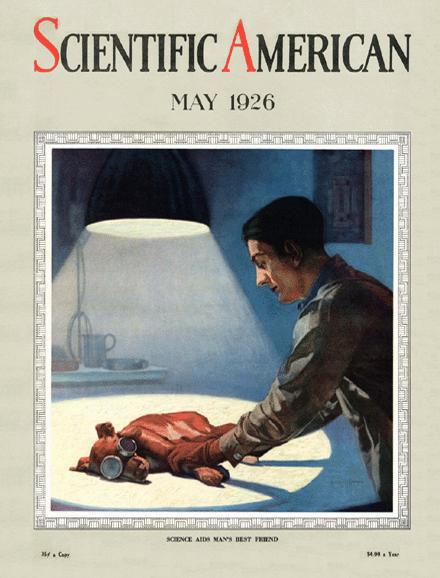 SCIENTIFIC AMERICAN
MAY 1926
SCIENCE AIDS MAN'S BEST FRIEND
35¢ a Copy
$4.00 a Year